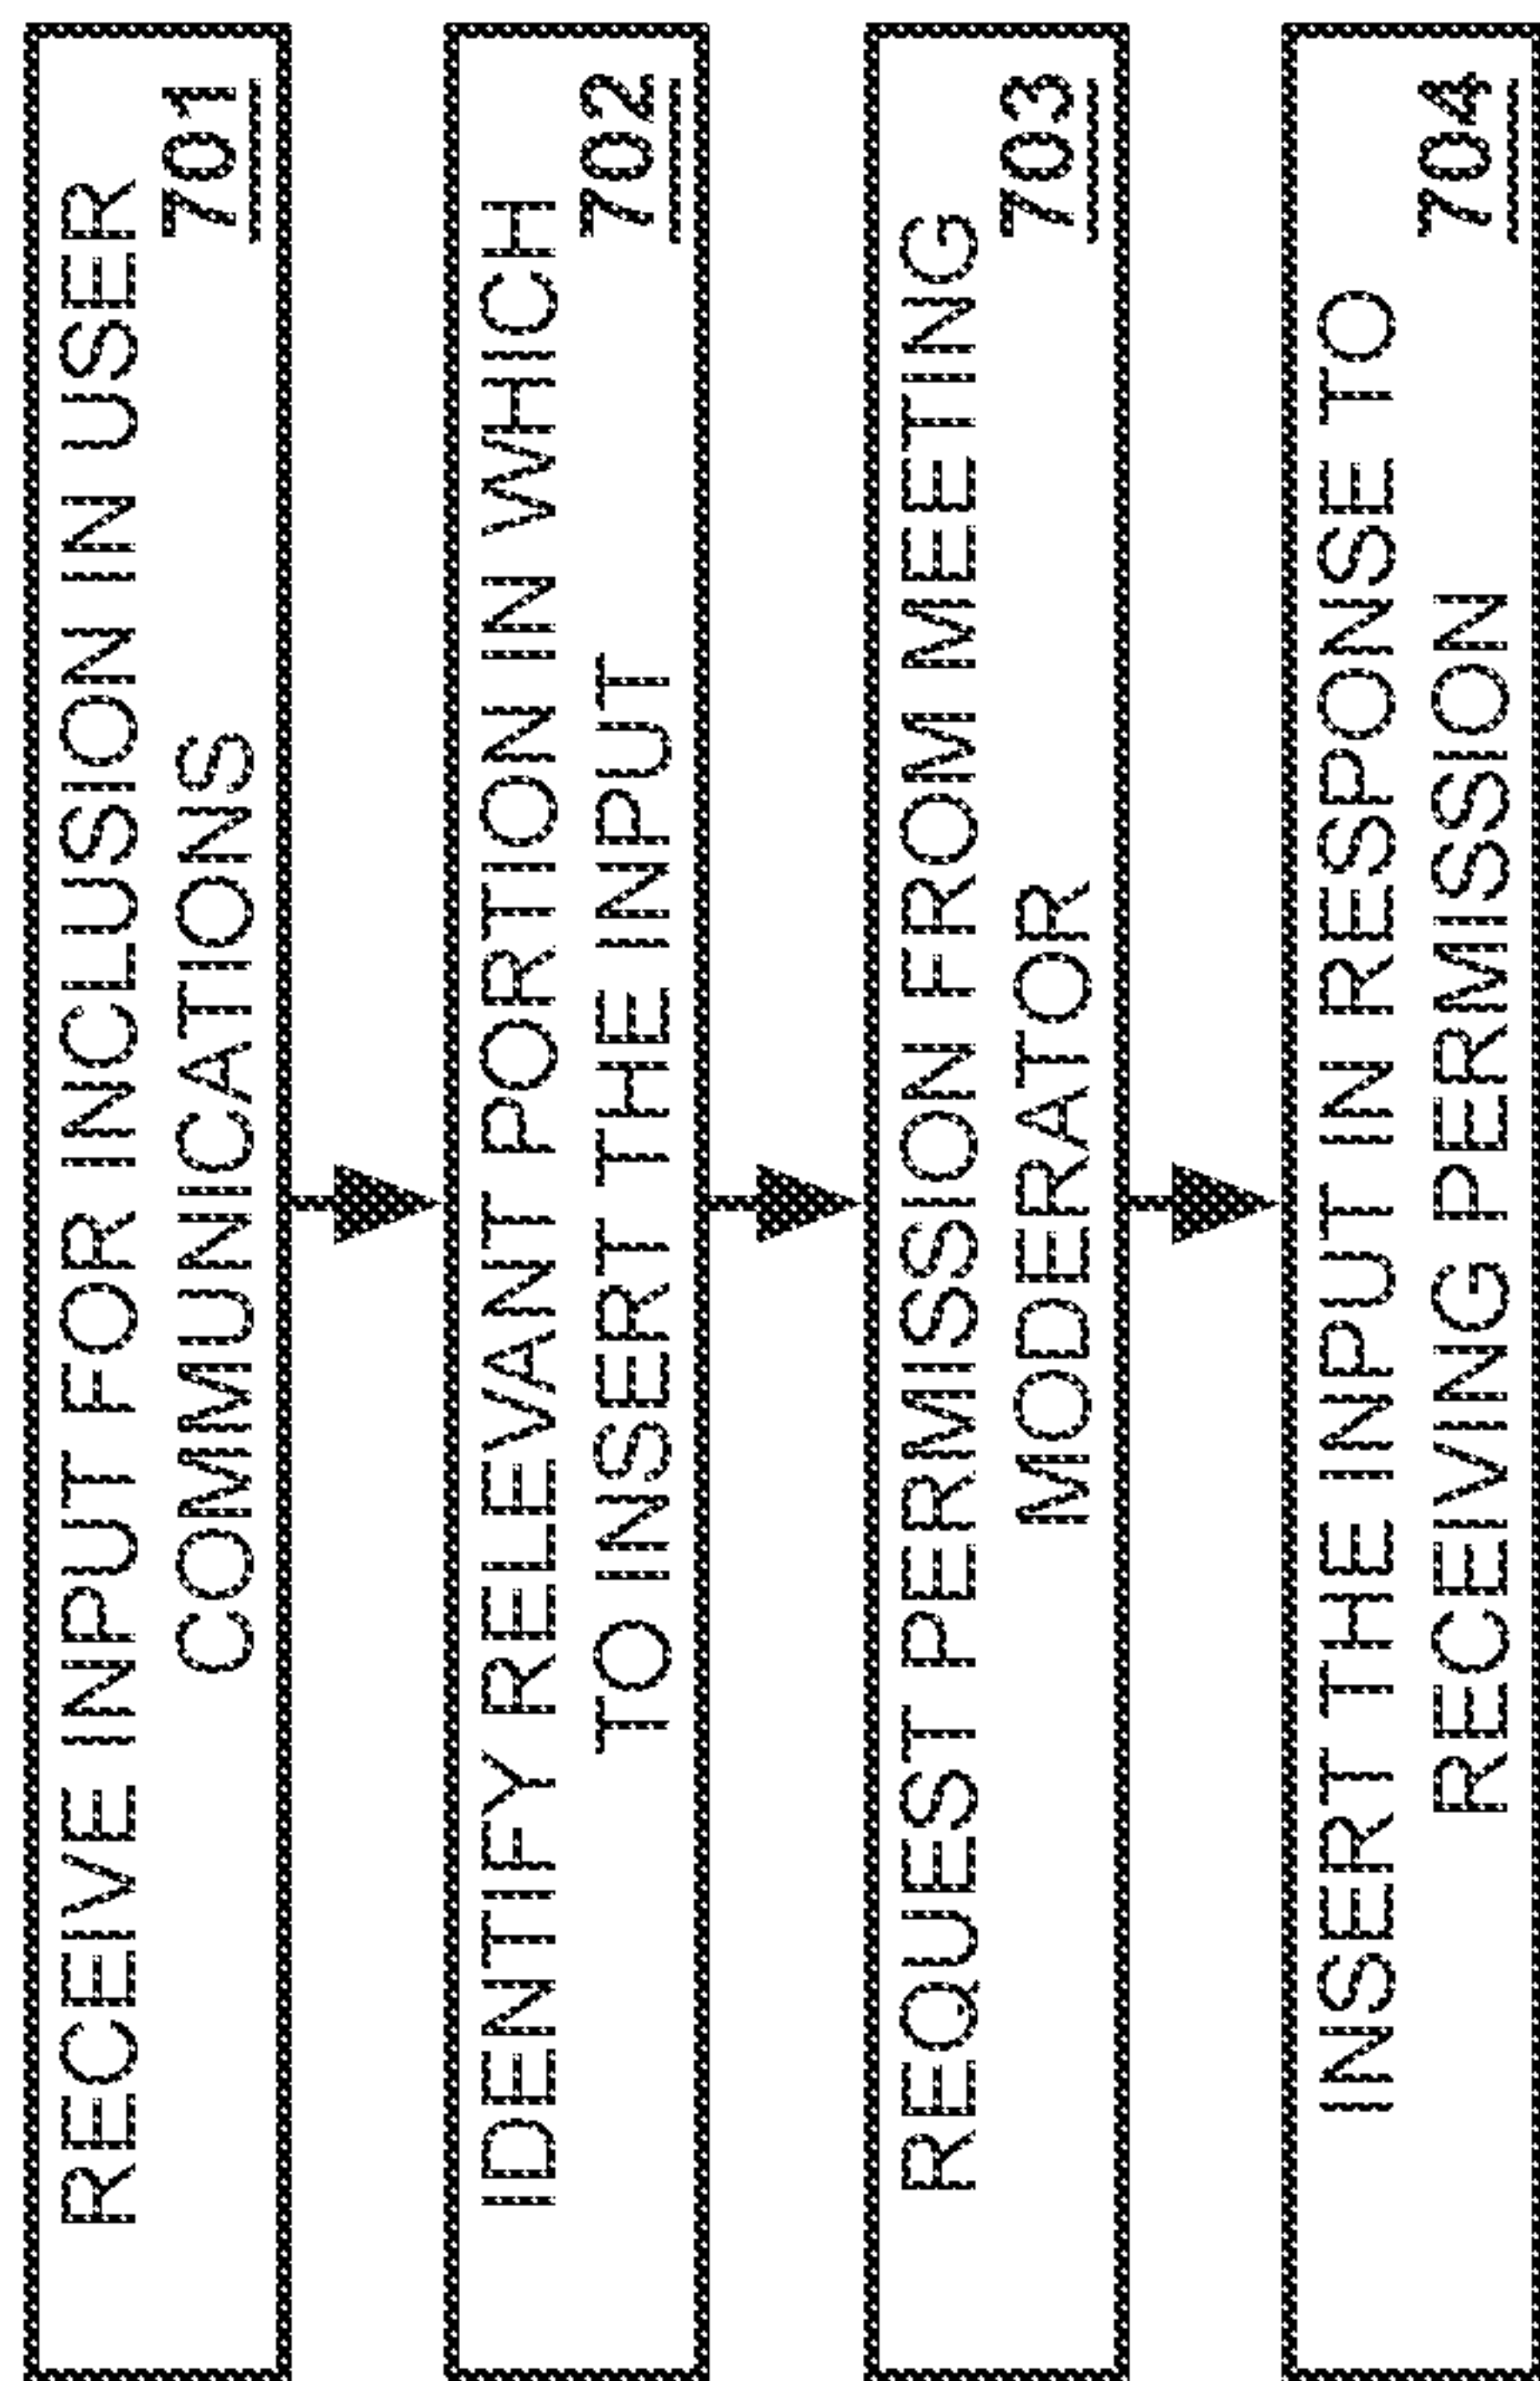 RECEIVE INPUT FOR INCLUSION IN USER
COMMUNICATIONS
701
IDENTIFY RELEVANT PORTION IN WHICH
TO INSERT THE INPUT
702
REQUEST PERMISSION FROM MEETING
MODERATOR
703
INSERT THE INPUT IN RESPONSE TO
RECEIVING PERMISSION
704